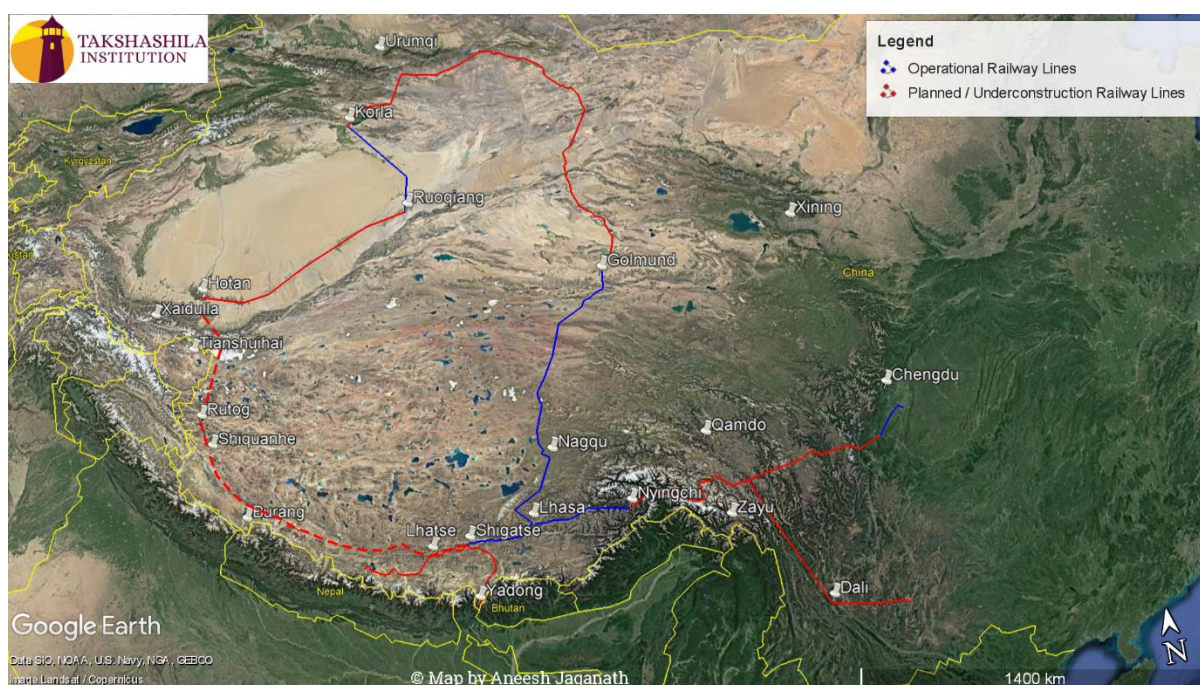 TAKSHASHILA
INSTITUTION
Legend
Operational Railway Lines
Planned / Underconstruction Railway Lines
Urumqi
Korla
Kyrgyzstan
Ruoqiang
Xining
Golmund
China
Hotan
Xaidulla
Tianshuihai
Chengdu
Rutog
Qamdo
Shiquanhe
Nagqu
Nyingchi
Burang
Lhasa
Zayu
Lhatse
Shigatse
Nepal
Yadong
Bhutan
Dali
Google Earth
Data SIO, NOAA, U.S. Navy, NGA, GEBCO
Image Landsat / Copernicus
© Map by Aneesh Jaganath
1400 km
N